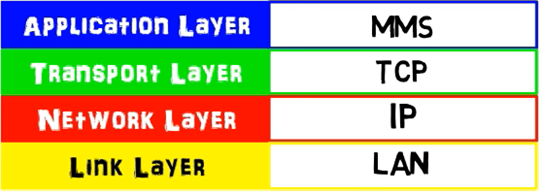 Application Layer MMS
Transport Layer TCP
Network Layer IP
Link Layer LAN